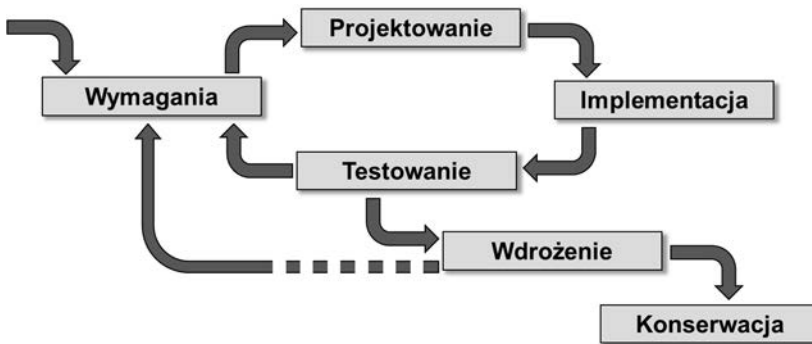 Projektowanie
Wymagania
Implementacja
Testowanie
Wdrożenie
Konserwacja